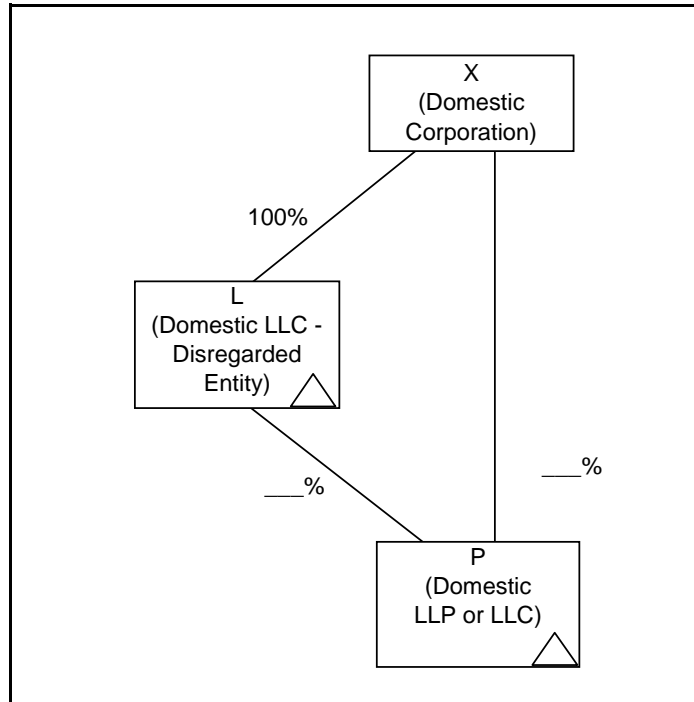 X
(Domestic
Corporation)
100%
L
(Domestic LLC -
Disregarded
Entity)
___%
___%
P
(Domestic
LLP or LLC)